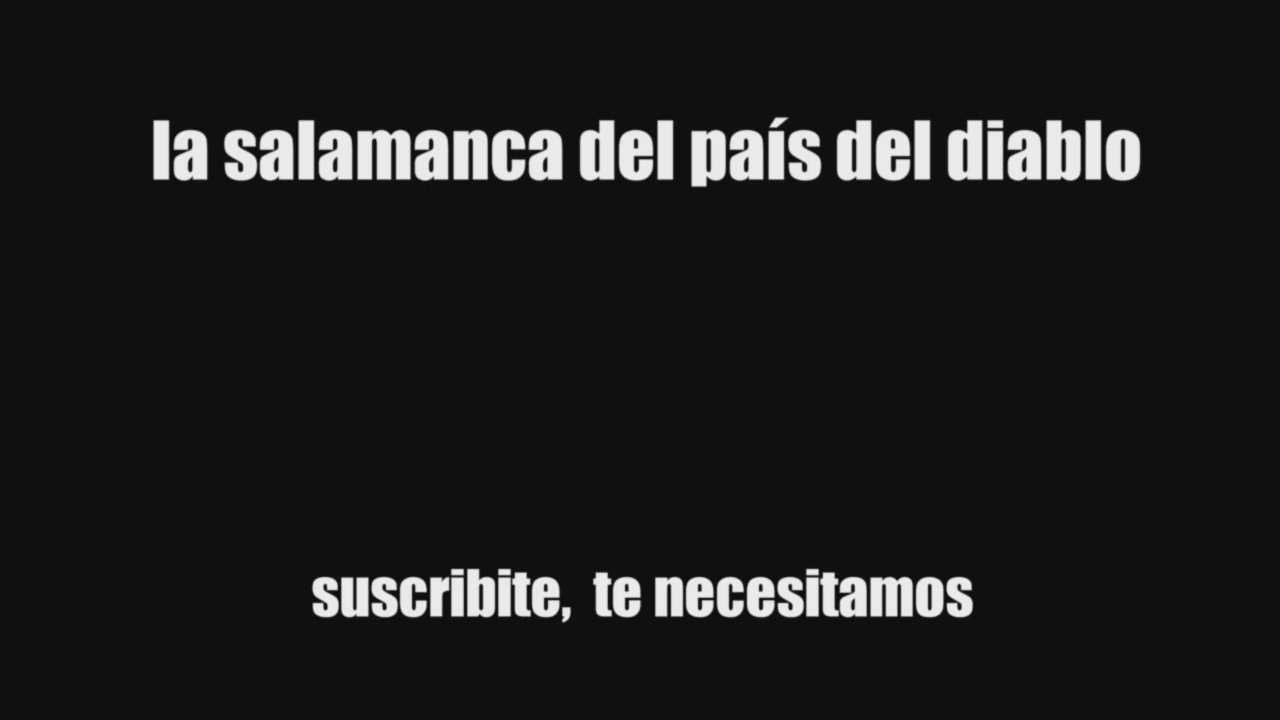 la salamanca del país del diablo
suscribite, te necesitamos